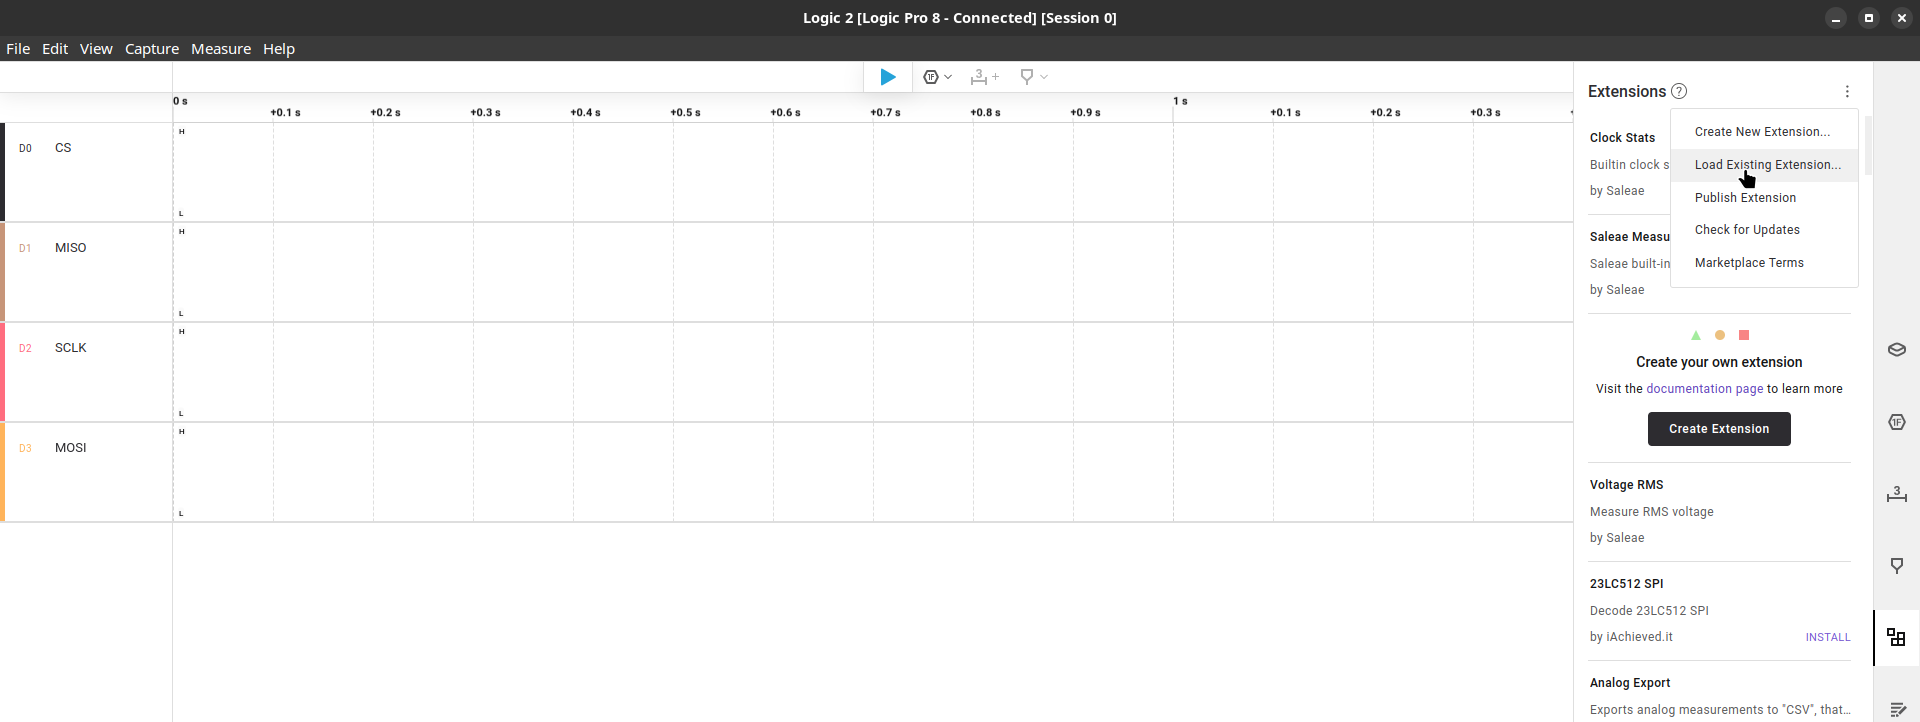 Logic 2 [Logic Pro 8 - Connected] [Session 0]
File Edit View Capture Measure Help
1F 3 +
0 s 1 s
+0.1 s +0.2 s +0.3 s +0.4 s +0.5 s +0.6 s +0.7 s +0.8 s +0.9 s +0.1 s +0.2 s +0.3 s
D0 CS
H
L
D1 MISO
H
L
D2 SCLK
H
L
D3 MOSI
H
L
Extensions ?
Create New Extension...
Load Existing Extension...
Publish Extension
Check for Updates
Marketplace Terms
Clock Stats
Builtin clock s
by Saleae
Saleae Measu
Saleae built-in
by Saleae
Create your own extension
Visit the documentation page to learn more
Create Extension
Voltage RMS
Measure RMS voltage
by Saleae
23LC512 SPI
Decode 23LC512 SPI
by iAchieved.it INSTALL
Analog Export
Exports analog measurements to "CSV", that...
1F
3